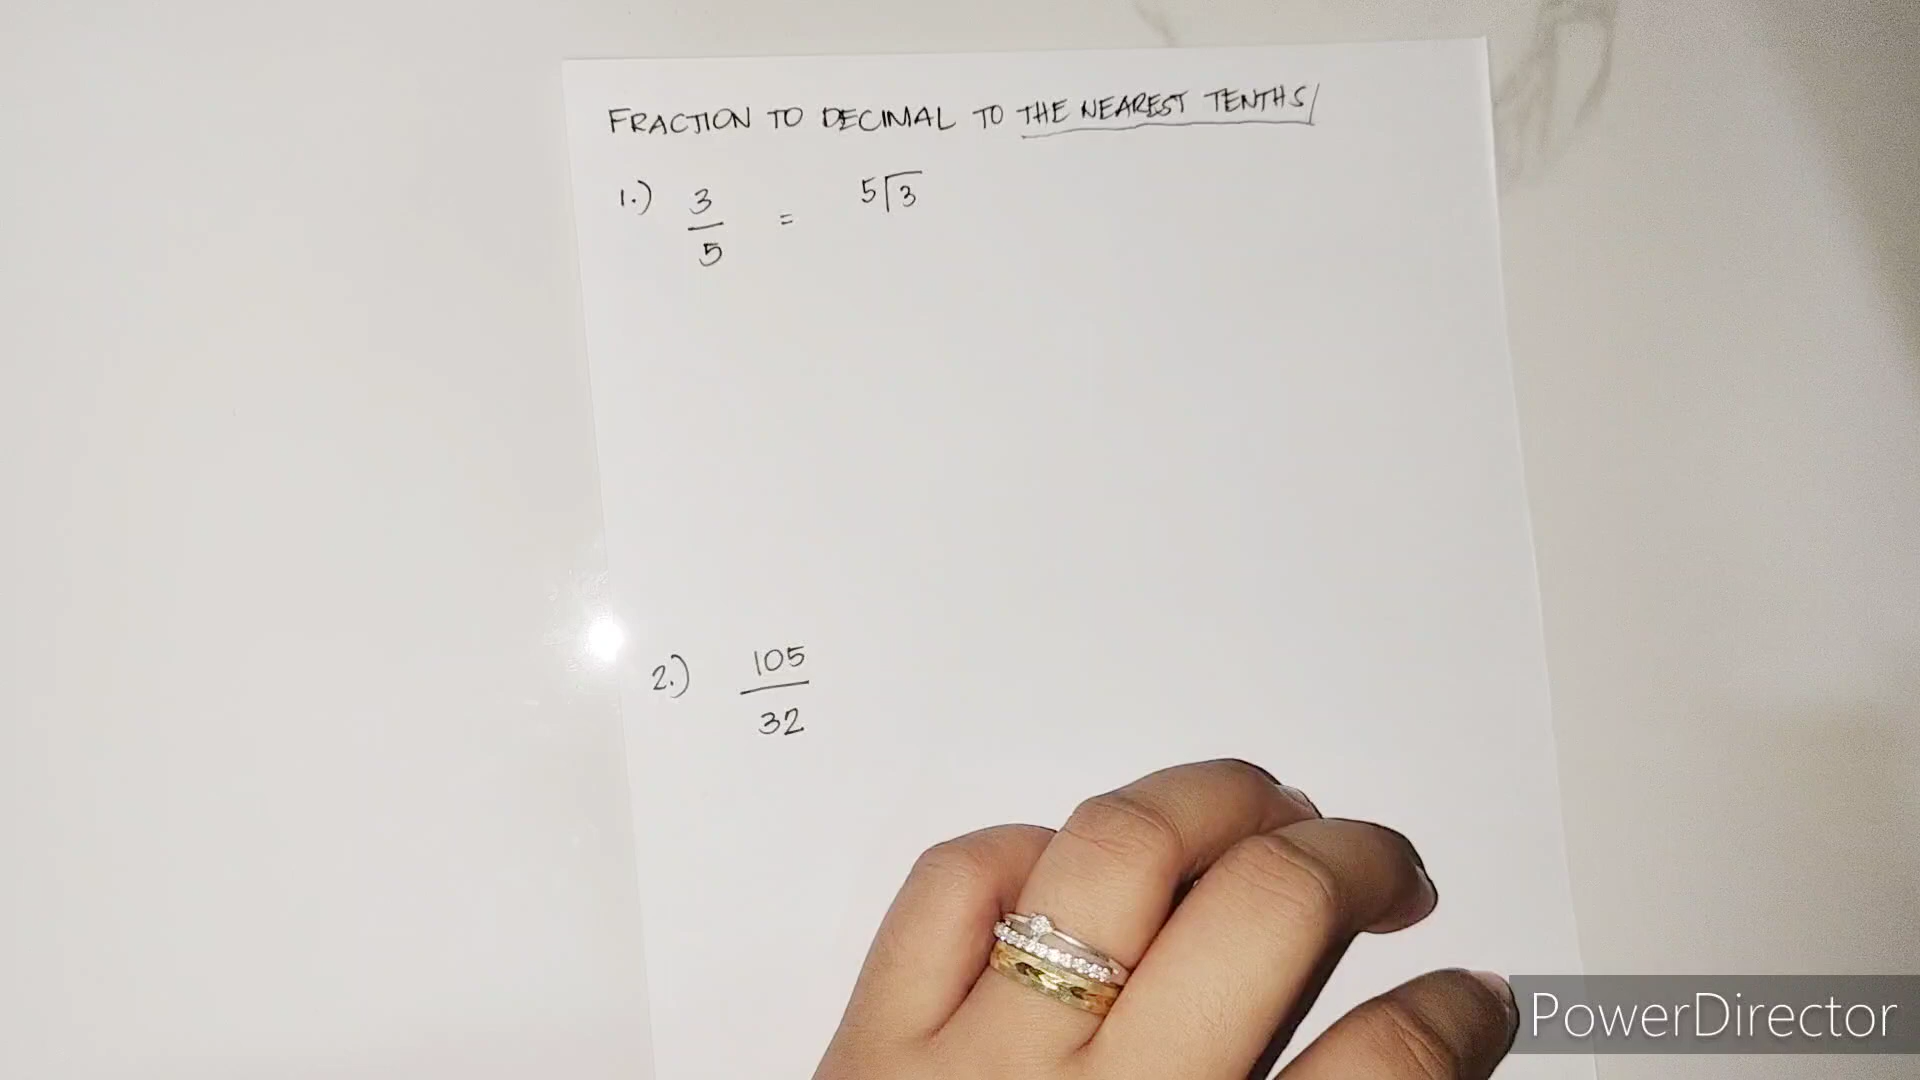 FRACTION TO DECIMAL TO THE NEAREST TENTHS
1.) 3/5 = 5√3
2.) 105/32
PowerDirector